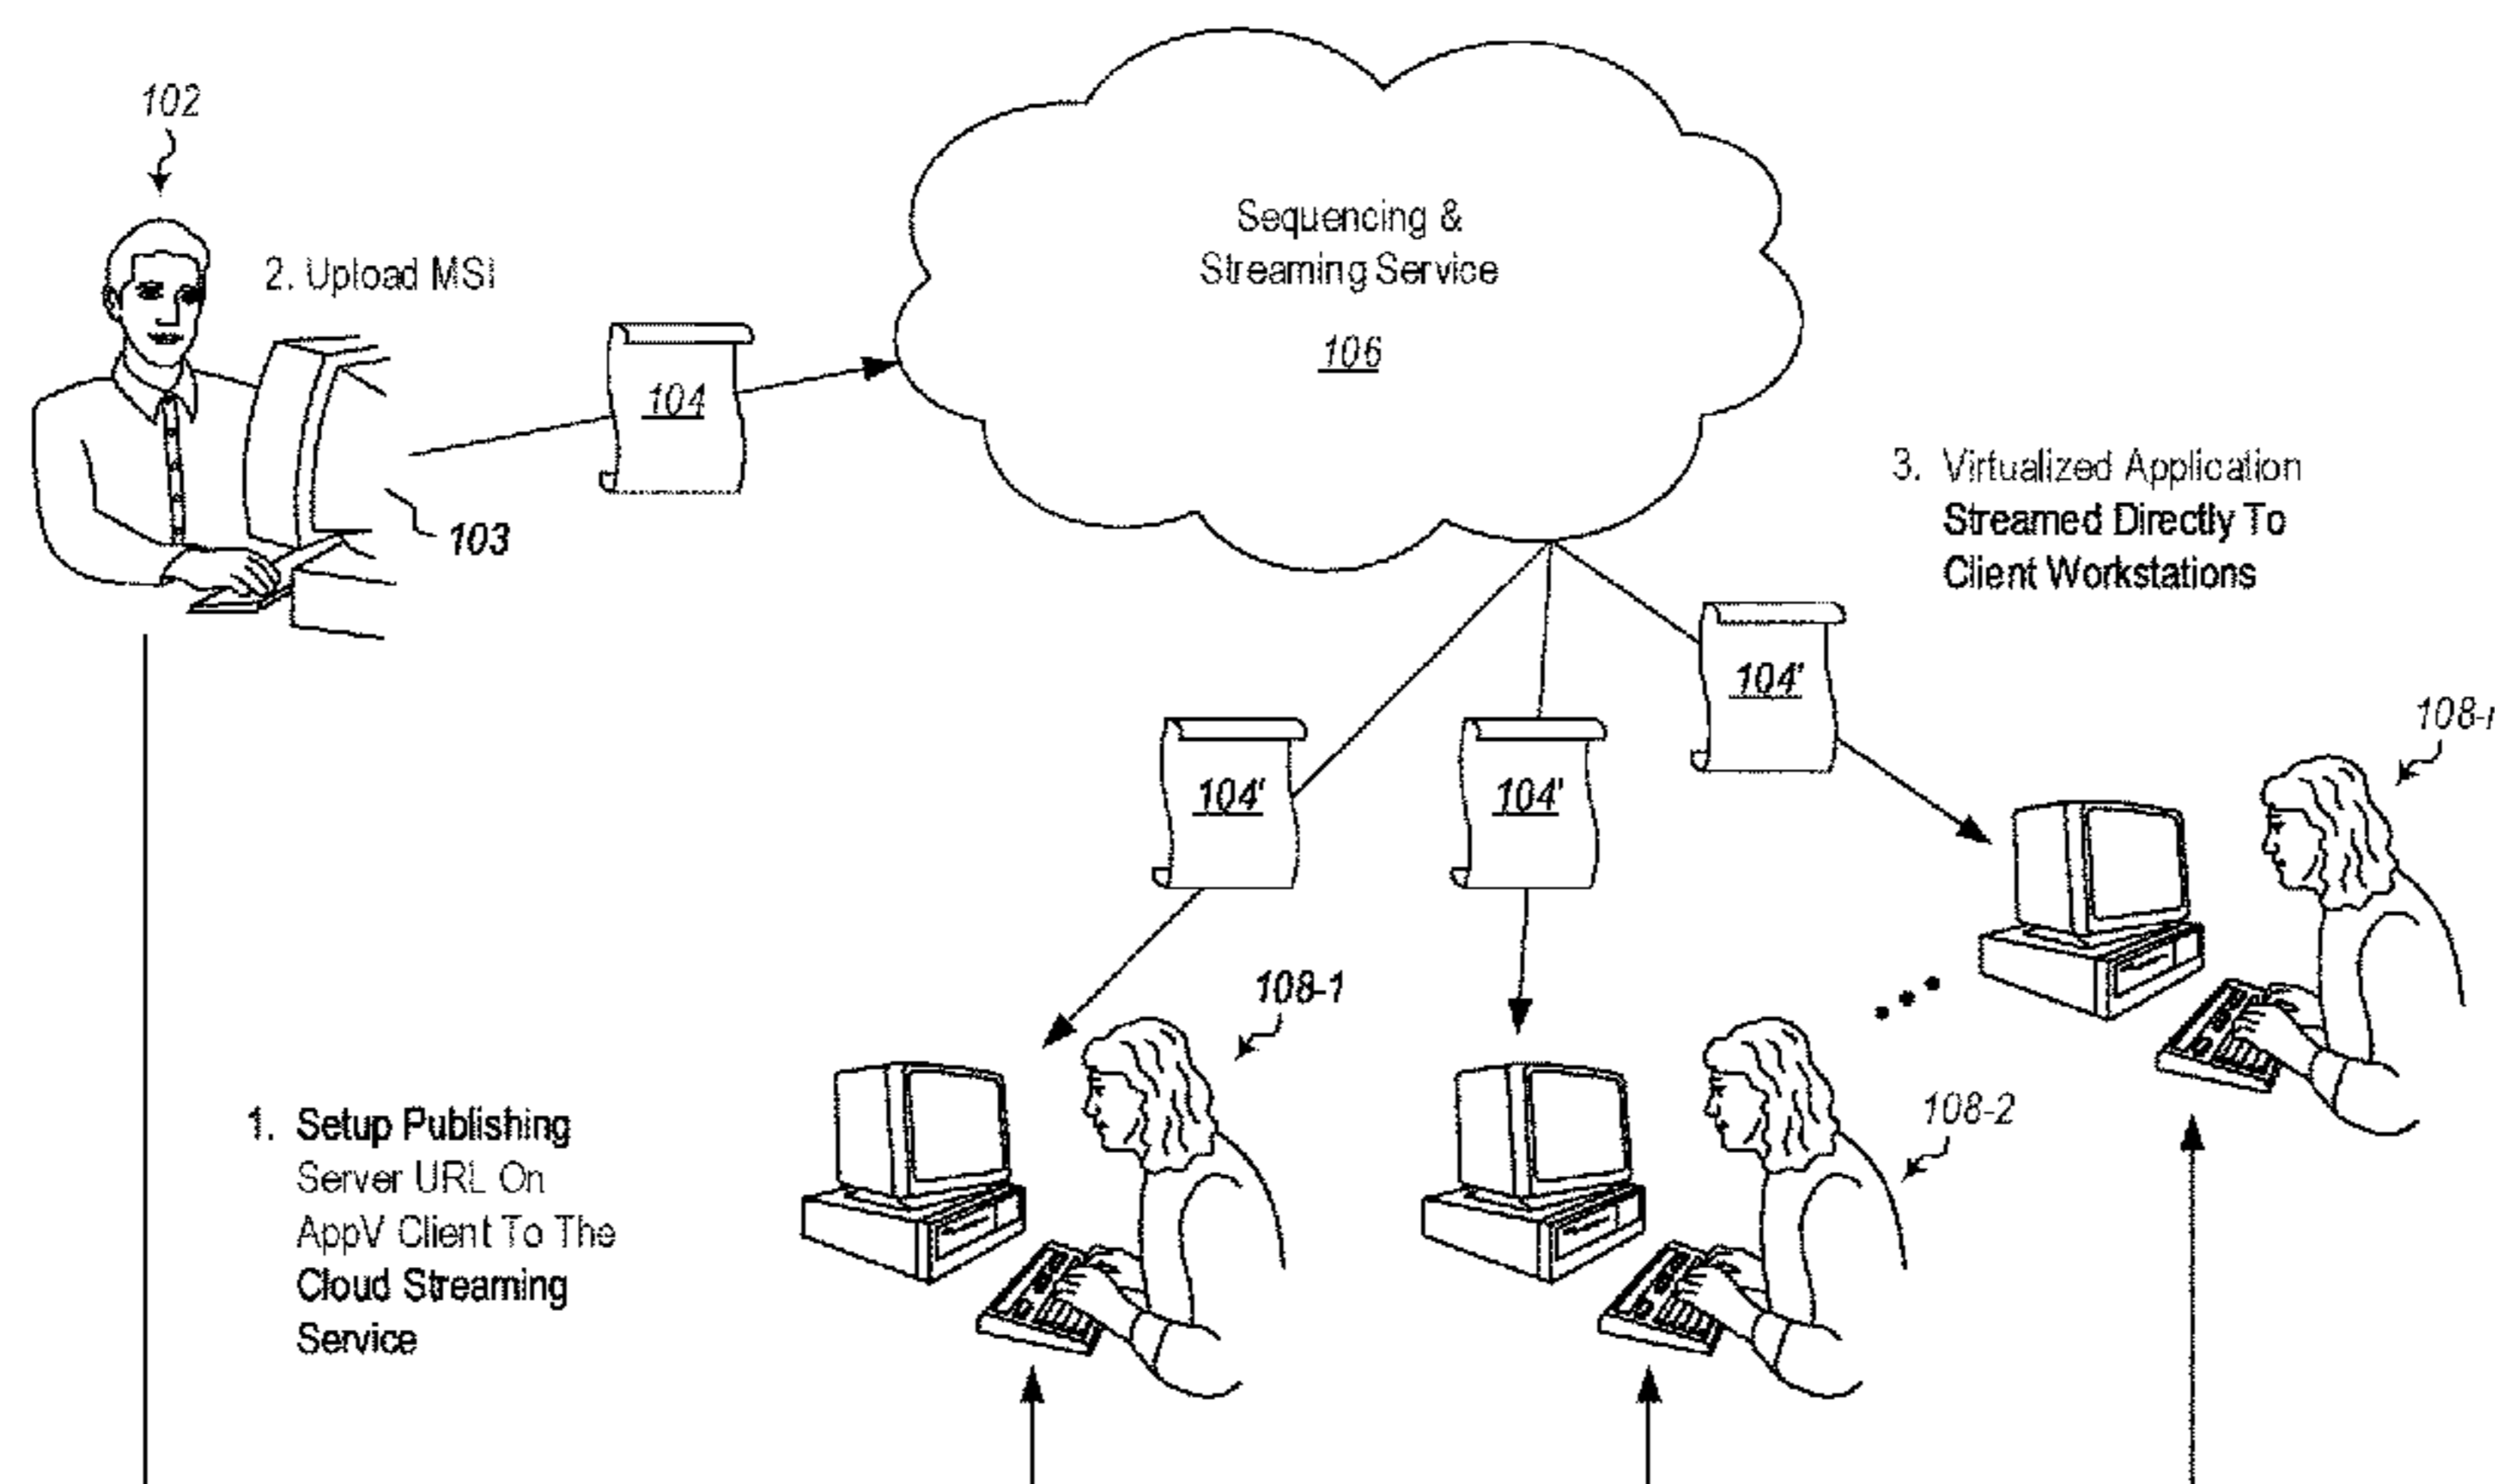 102
2. Upload MSI
103
104
Sequencing &
Streaming Service
106
3. Virtualized Application
Streamed Directly To
Client Workstations
104'
104'
104'
108-1
108-2
1. Setup Publishing
Server URL On
AppV Client To The
Cloud Streaming
Service